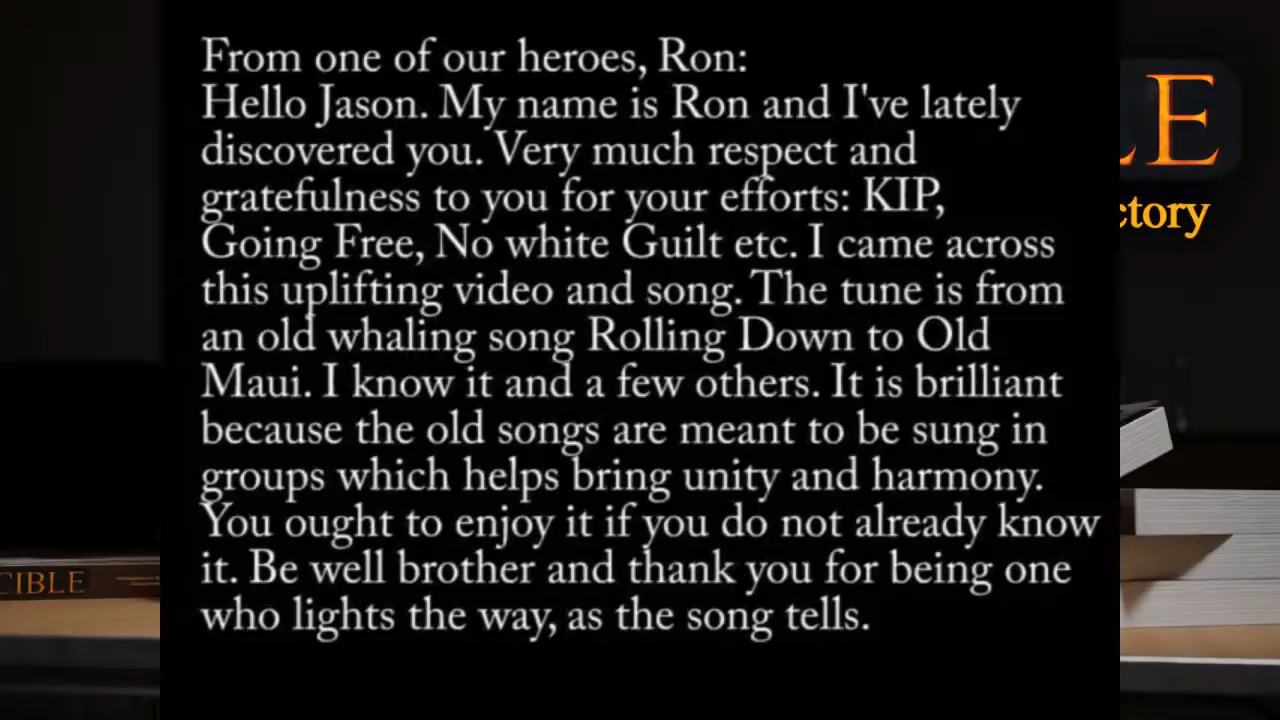 From one of our heroes, Ron:
Hello Jason. My name is Ron and I've lately
discovered you. Very much respect and
gratefulness to you for your efforts: KIP,
Going Free, No white Guilt etc. I came across
this uplifting video and song. The tune is from
an old whaling song Rolling Down to Old
Maui. I know it and a few others. It is brilliant
because the old songs are meant to be sung in
groups which helps bring unity and harmony.
You ought to enjoy it if you do not already know
it. Be well brother and thank you for being one
who lights the way, as the song tells.
LE
ctory
CIBLE